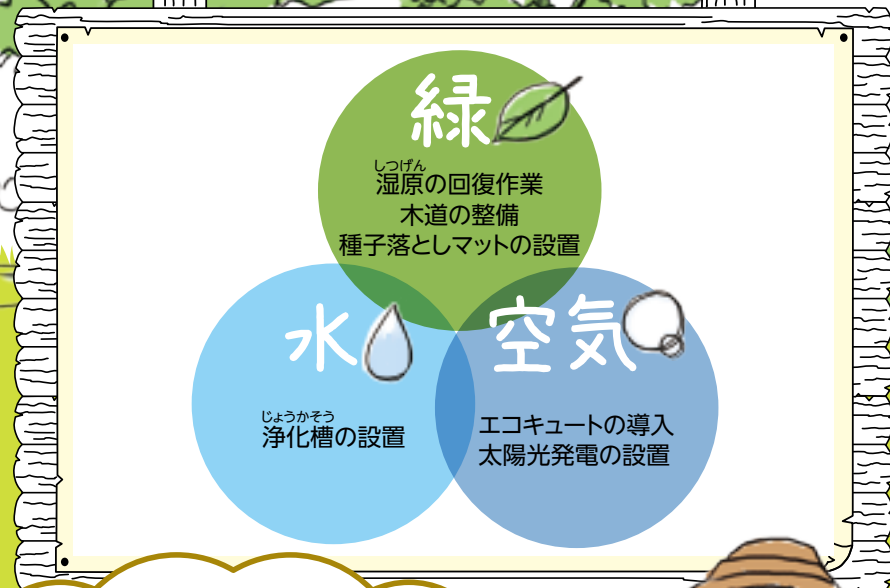 緑
しつげん
湿原の回復作業
木道の整備
種子落としマットの設置
水
じょうかそう
浄化槽の設置
空気
エコキュートの導入
太陽光発電の設置